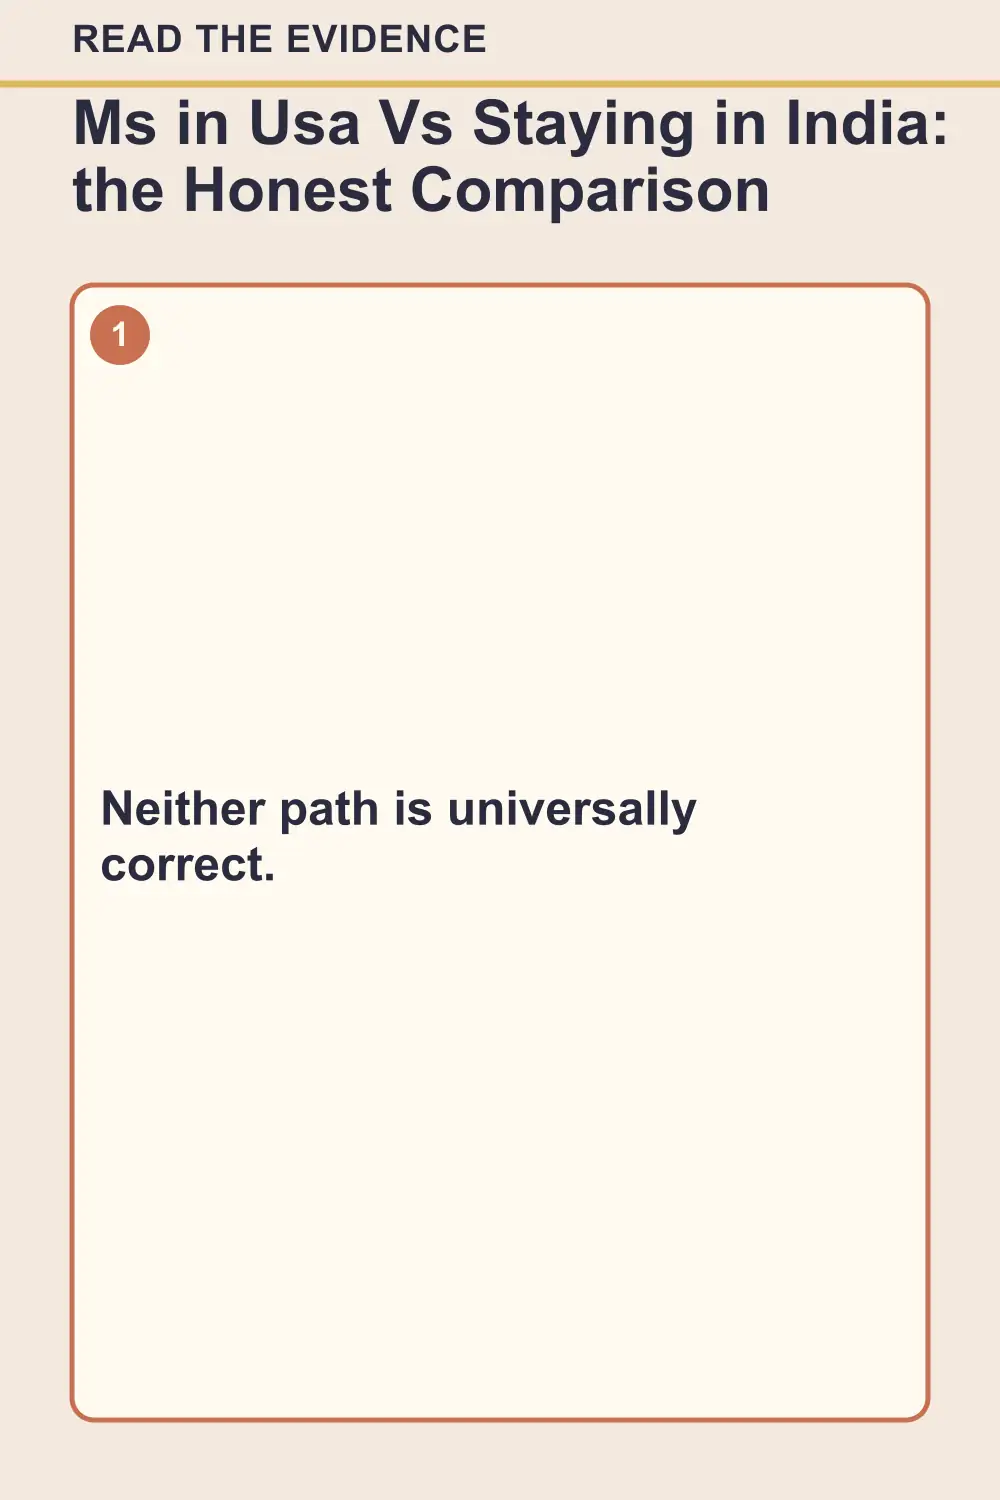 READ THE EVIDENCE
Ms in Usa Vs Staying in India:
the Honest Comparison
1
Neither path is universally
correct.